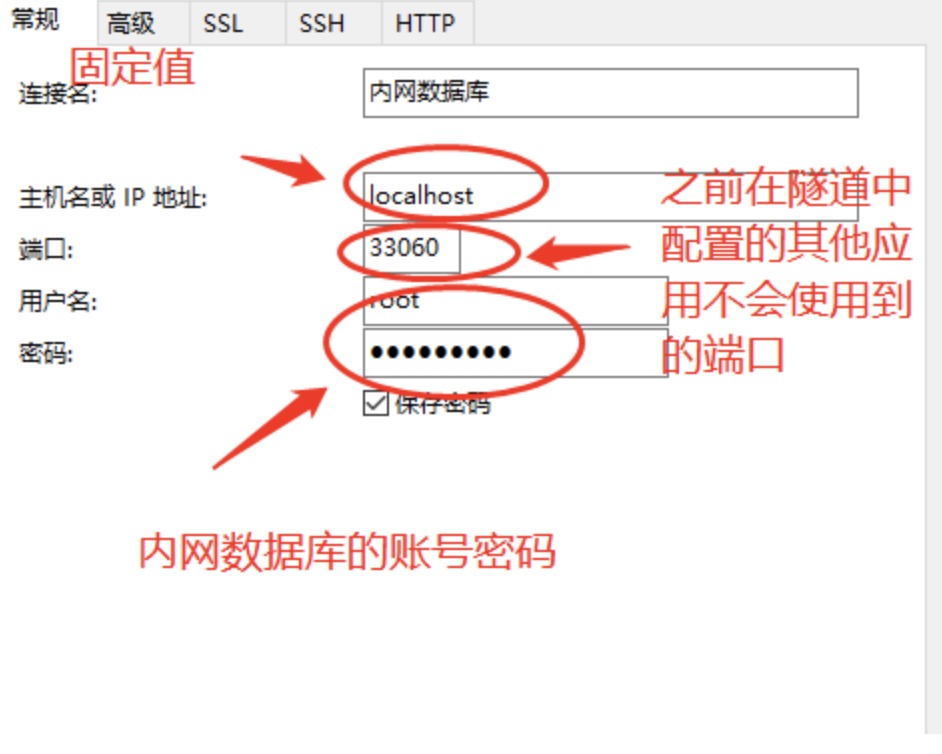 常规 高级 SSL SSH HTTP
固定值
连接名: 内网数据库
主机名或 IP 地址: localhost
端口: 33060
用户名: root
密码: ●●●●●●●●●
保存密码
之前在隧道中
配置的其他应
用不会使用到
的端口
内网数据库的账号密码